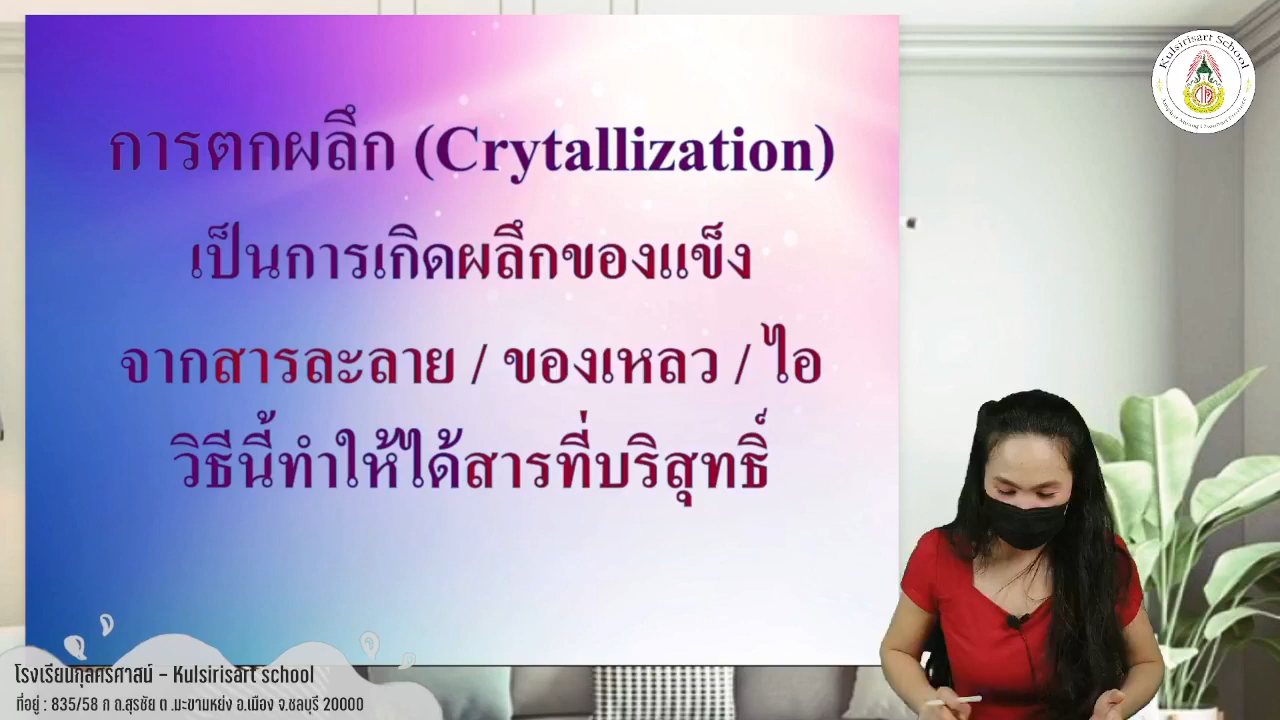 การตกผลึก (Crytallization)
เป็นการเกิดผลึกของแข็ง
จากสารละลาย / ของเหลว / ไอ
วิธีนี้ทำให้ได้สารที่บริสุทธิ์
Kulsirisart School
โรงเรียนกุลศิริศาสน์ - Kulsirisart school
ที่อยู่ : 835/58 ก ถ.สุรชัย ต .มะขามหย่ง อ.เมือง จ.ชลบุรี 20000